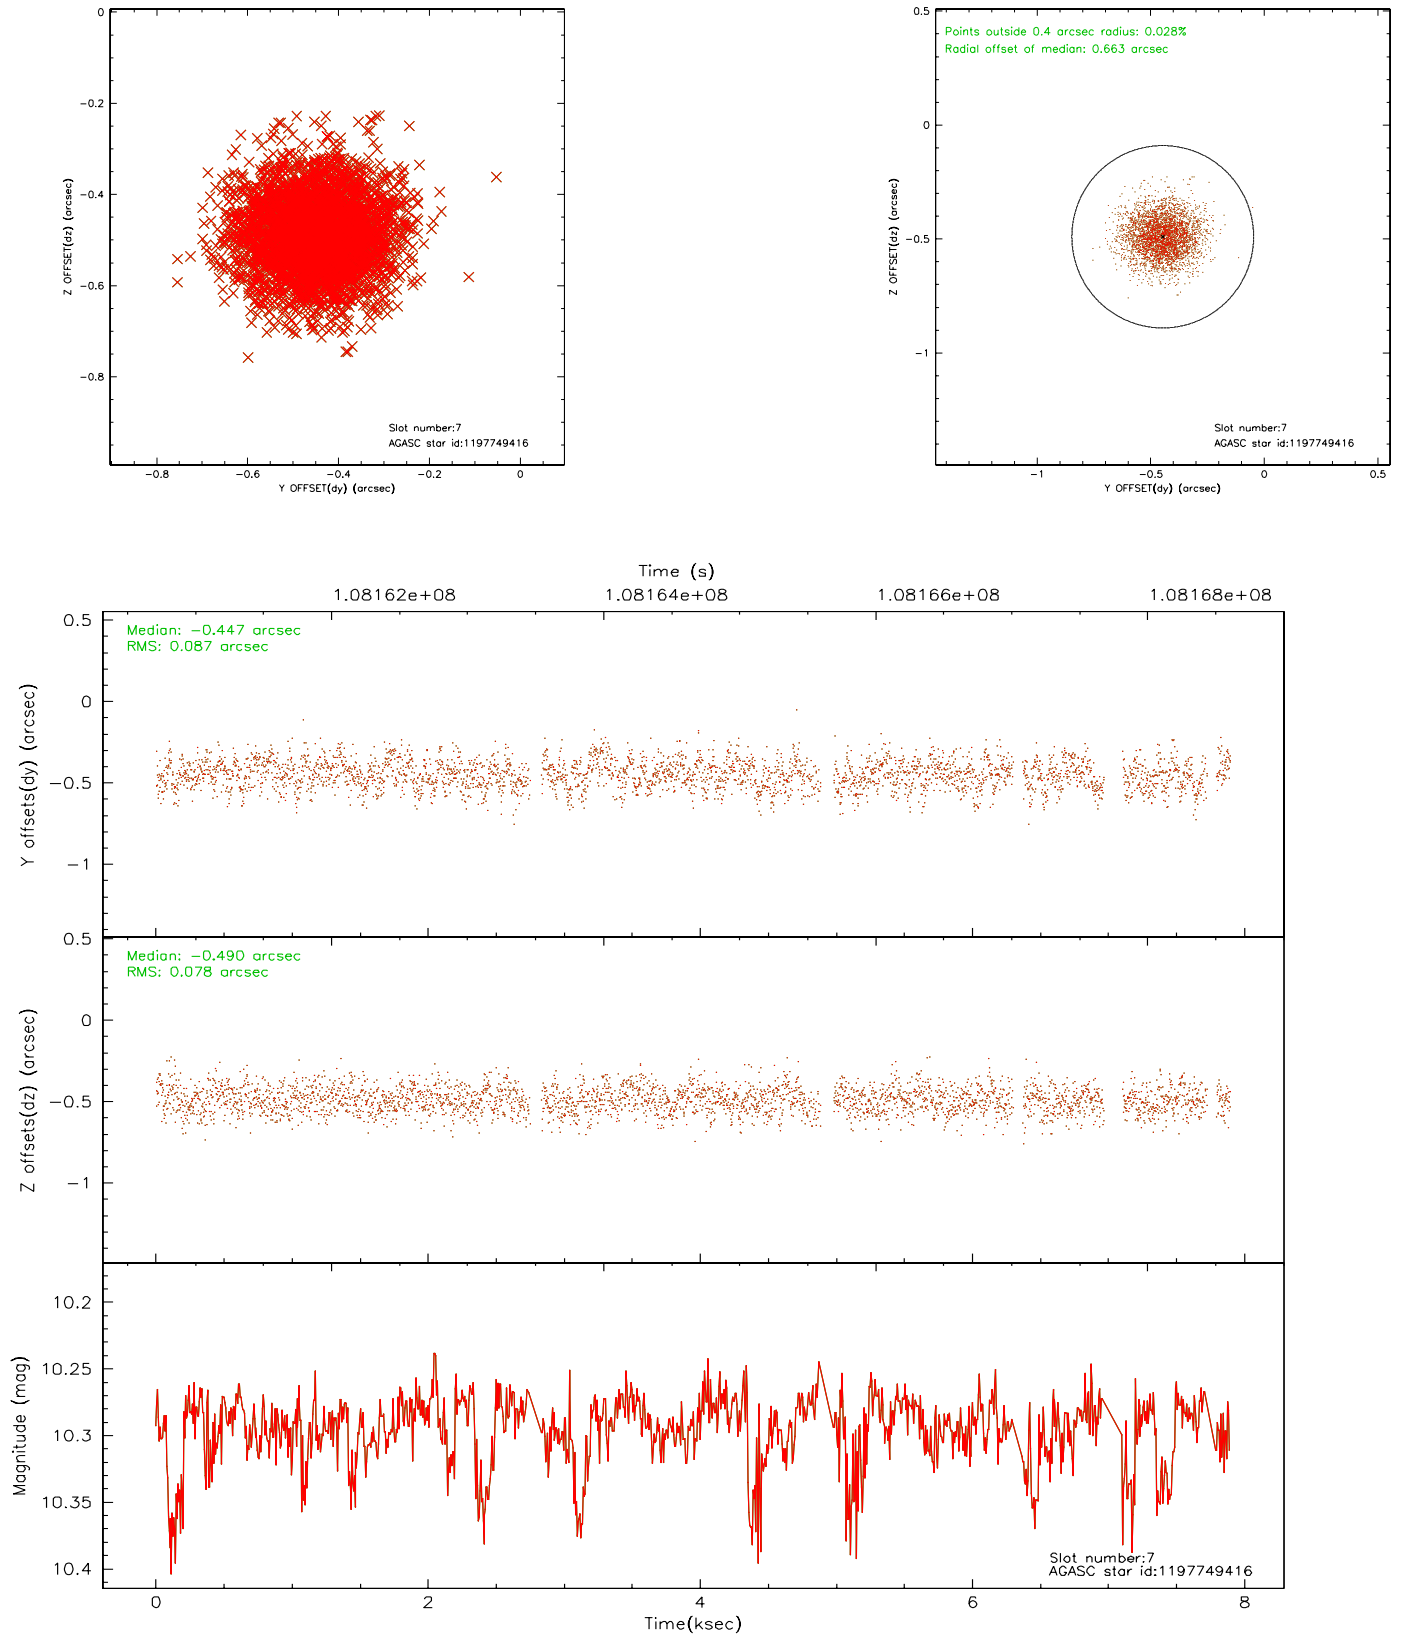 0
-0.2
-0.4
-0.6
-0.8
Z OFFSET(dz) (arcsec)
Slot number:7
AGASC star id:1197749416
-0.8 -0.6 -0.4 -0.2 0
Y OFFSET(dy) (arcsec)
0.5
Points outside 0.4 arcsec radius: 0.028%
Radial offset of median: 0.663 arcsec
0
-0.5
-1
Z OFFSET(dz) (arcsec)
Slot number:7
AGASC star id:1197749416
-1 -0.5 0 0.5
Y OFFSET(dy) (arcsec)
Time (s)
1.08162e+08 1.08164e+08 1.08166e+08 1.08168e+08
0.5
Median: -0.447 arcsec
RMS: 0.087 arcsec
0
-0.5
-1
Y offsets(dy) (arcsec)
0.5
Median: -0.490 arcsec
RMS: 0.078 arcsec
0
-0.5
-1
Z offsets(dz) (arcsec)
10.2
10.25
10.3
10.35
10.4
Magnitude (mag)
Slot number:7
AGASC star id:1197749416
0 2 4 6 8
Time(ksec)